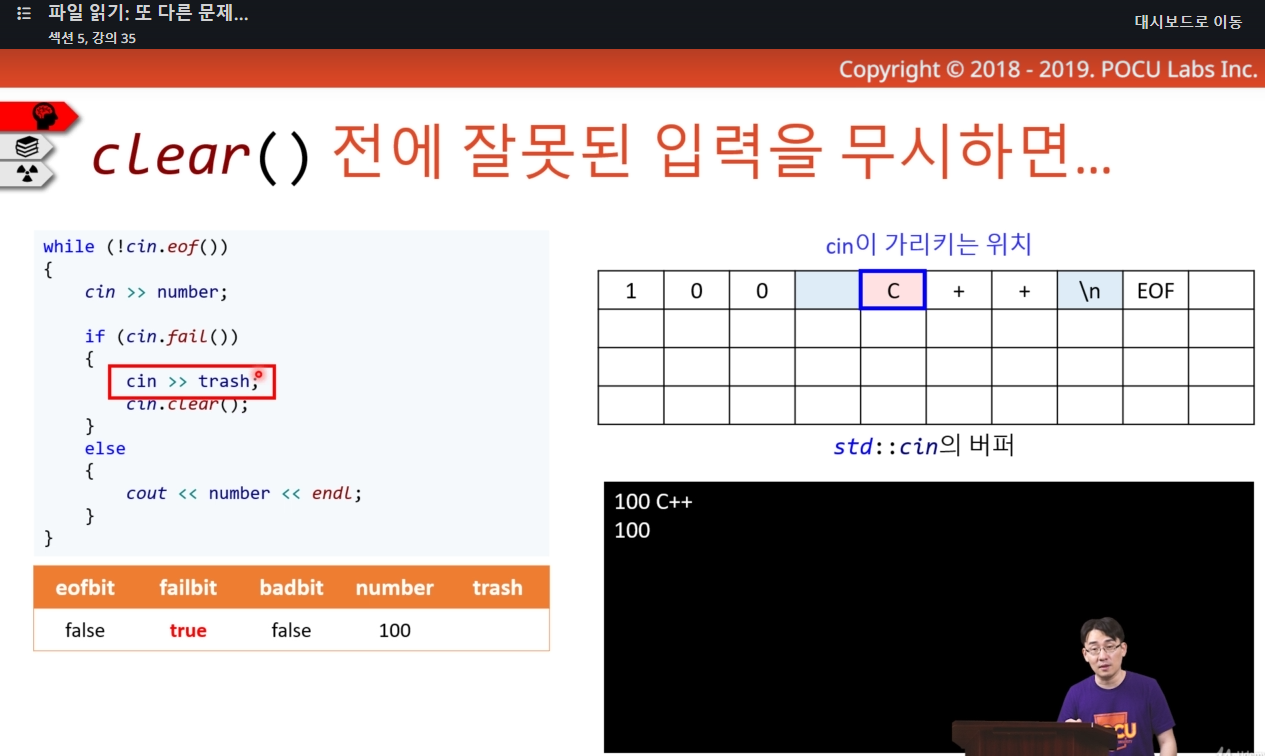 파일 읽기: 또 다른 문제...
섹션 5, 강의 35
대시보드로 이동
Copyright © 2018 - 2019. POCU Labs Inc.
clear() 전에 잘못된 입력을 무시하면...
while (!cin.eof())
{
cin >> number;
if (cin.fail())
{
cin >> trash;
cin.clear();
}
else
{
cout << number << endl;
}
}
eofbit failbit badbit number trash
false true false 100
cin이 가리키는 위치
1 0 0 C + + \n EOF
std::cin의 버퍼
100 C++
100